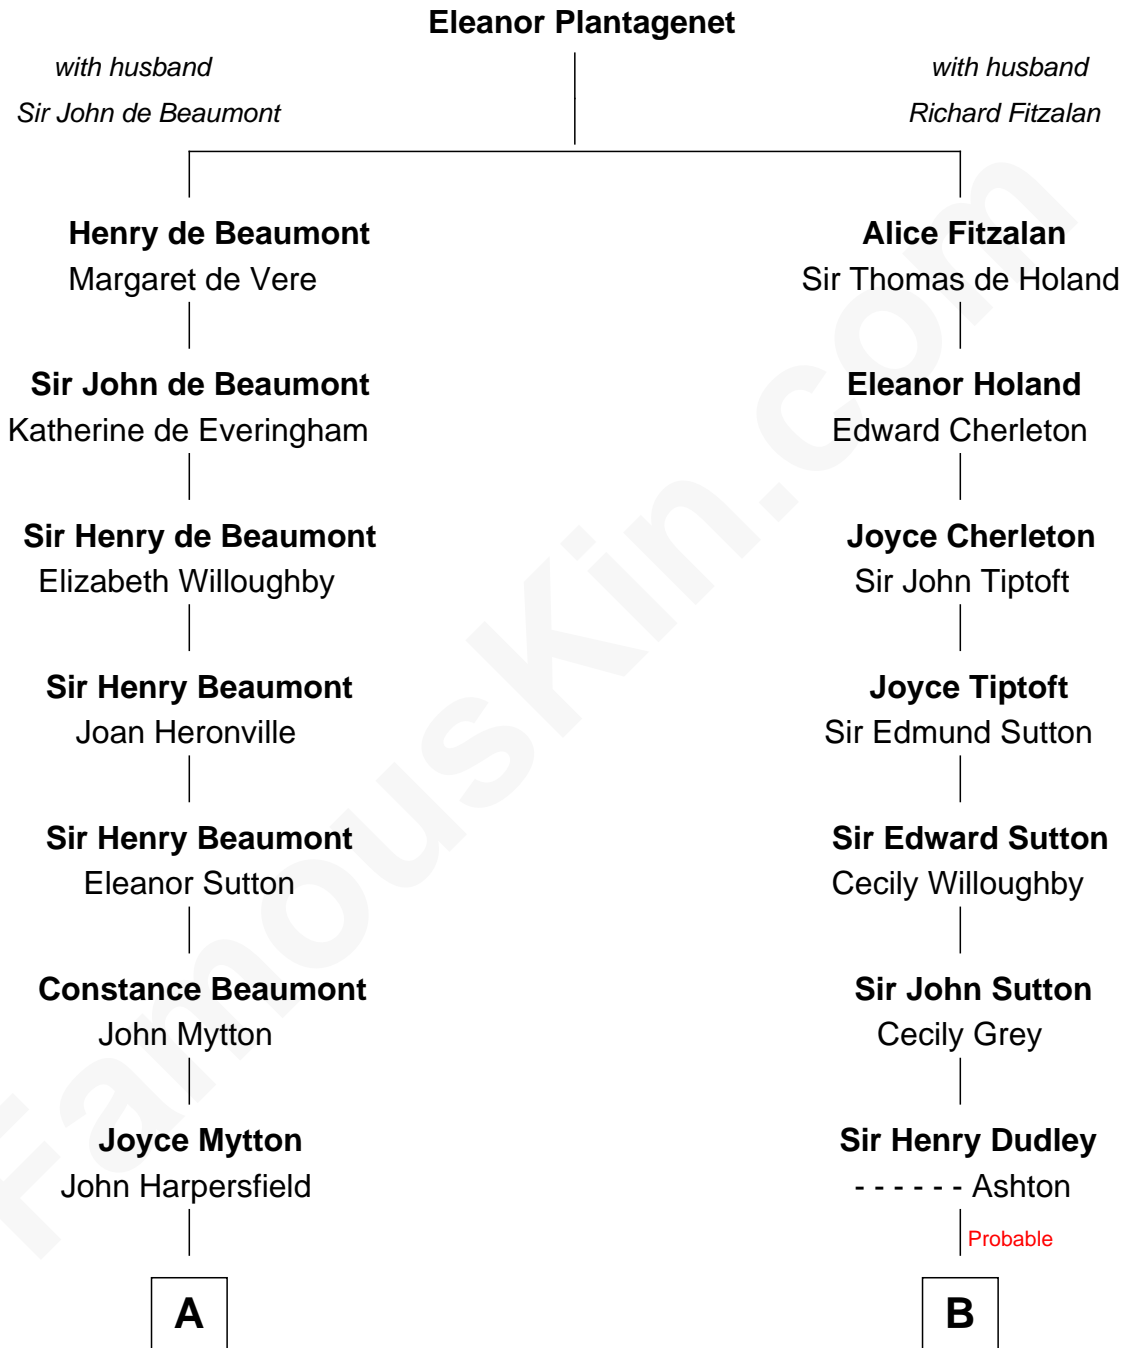 Eleanor Plantagenet
with husband
Sir John de Beaumont
with husband
Richard Fitzalan
Henry de Beaumont
Margaret de Vere
Alice Fitzalan
Sir Thomas de Holand
Sir John de Beaumont
Katherine de Everingham
Eleanor Holand
Edward Cherleton
Sir Henry de Beaumont
Elizabeth Willoughby
Joyce Cherleton
Sir John Tiptoft
Sir Henry Beaumont
Joan Heronville
Joyce Tiptoft
Sir Edmund Sutton
Sir Henry Beaumont
Eleanor Sutton
Sir Edward Sutton
Cecily Willoughby
Constance Beaumont
John Mytton
Sir John Sutton
Cecily Grey
Joyce Mytton
John Harpersfield
Sir Henry Dudley
- - - - - - Ashton
Probable
A
B
FamousKin.com